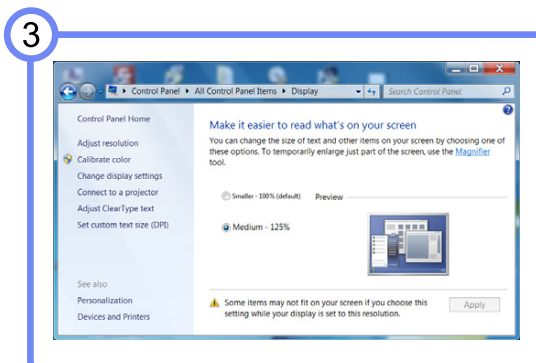 3
Control Panel ▸ All Control Panel Items ▸ Display
Search Control Panel
Control Panel Home
Adjust resolution
Calibrate color
Change display settings
Connect to a projector
Adjust ClearType text
Set custom text size (DPI)
See also
Personalization
Devices and Printers
Make it easier to read what's on your screen
You can change the size of text and other items on your screen by choosing one of
these options. To temporarily enlarge just part of the screen, use the Magnifier
tool.
Smaller - 100% (default)
Preview
Medium - 125%
Some items may not fit on your screen if you choose this
setting while your display is set to this resolution.
Apply